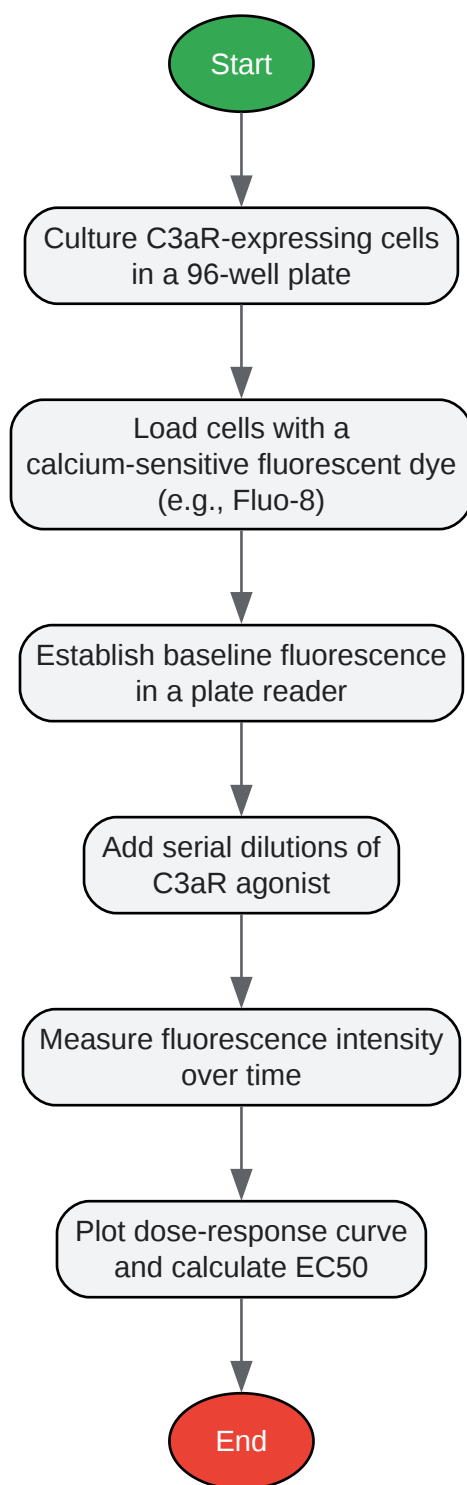 Start
Culture C3aR-expressing cells
in a 96-well plate
Load cells with a
calcium-sensitive fluorescent dye
(e.g., Fluo-8)
Establish baseline fluorescence
in a plate reader
Add serial dilutions of
C3aR agonist
Measure fluorescence intensity
over time
Plot dose-response curve
and calculate EC50
End